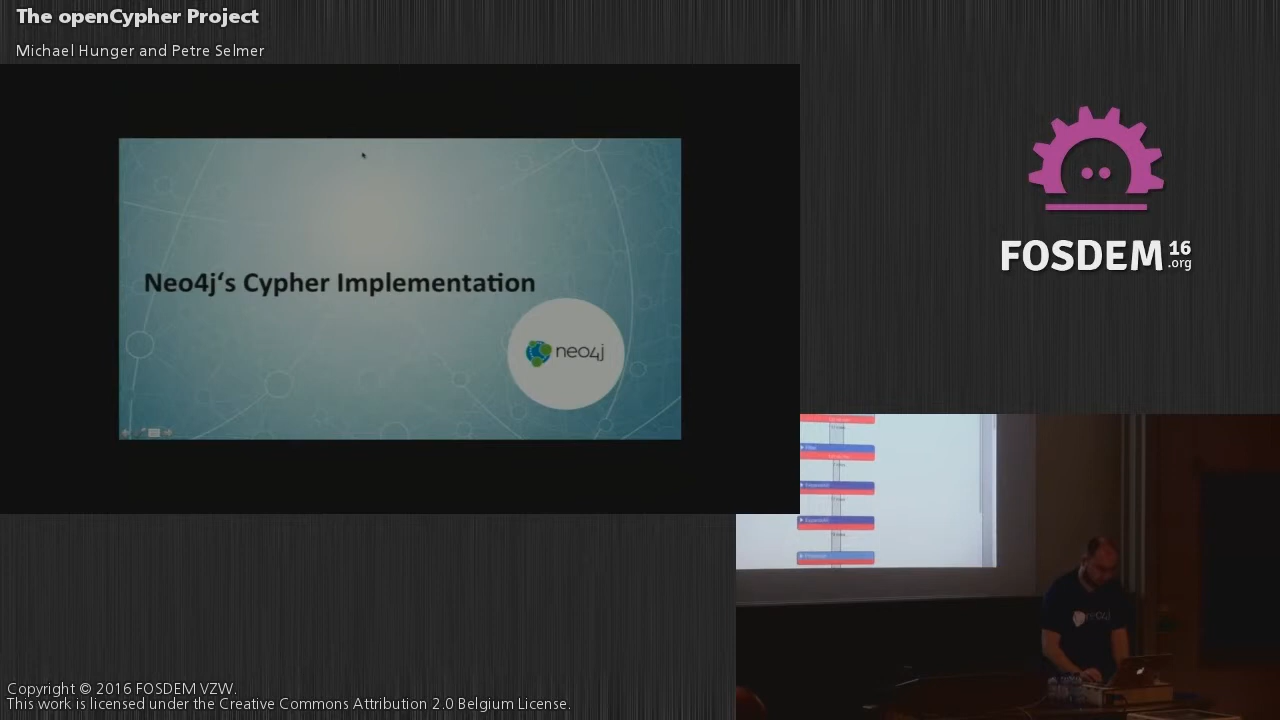 The openCypher Project
Michael Hunger and Petre Selmer
Neo4j‘s Cypher Implementation
neo4j
FOSDEM 16
.org
neo4j
Copyright © 2016 FOSDEM VZW.
This work is licensed under the Creative Commons Attribution 2.0 Belgium License.